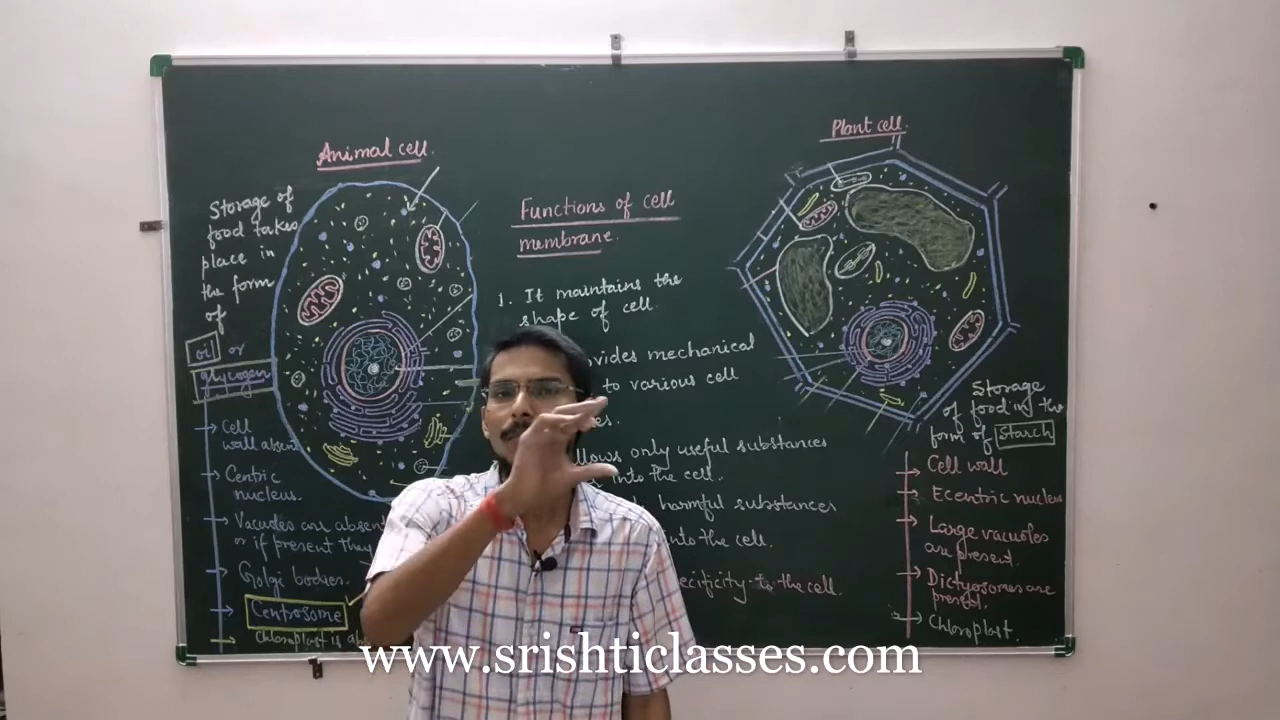 Animal cell.
Storage of
food takes
place in
the form
of
oil or
glycogen
Cell
wall absent
Centric
nucleus.
Vacuoles are absent
or if present they
Golgi bodies.
Centrosome
Chloroplast is
Functions of cell
membrane.
1. It maintains the
shape of cell.
mechanical
to various cell
only useful substances
into the cell.
harmful substances
into the cell.
to the cell.
Plant cell.
Storage
of food in the
form of starch
Cell wall
Ecentric nucleus
Large vacuoles
are present.
Dictyosomes are
present.
Chloroplast.
www.srishticlasses.com